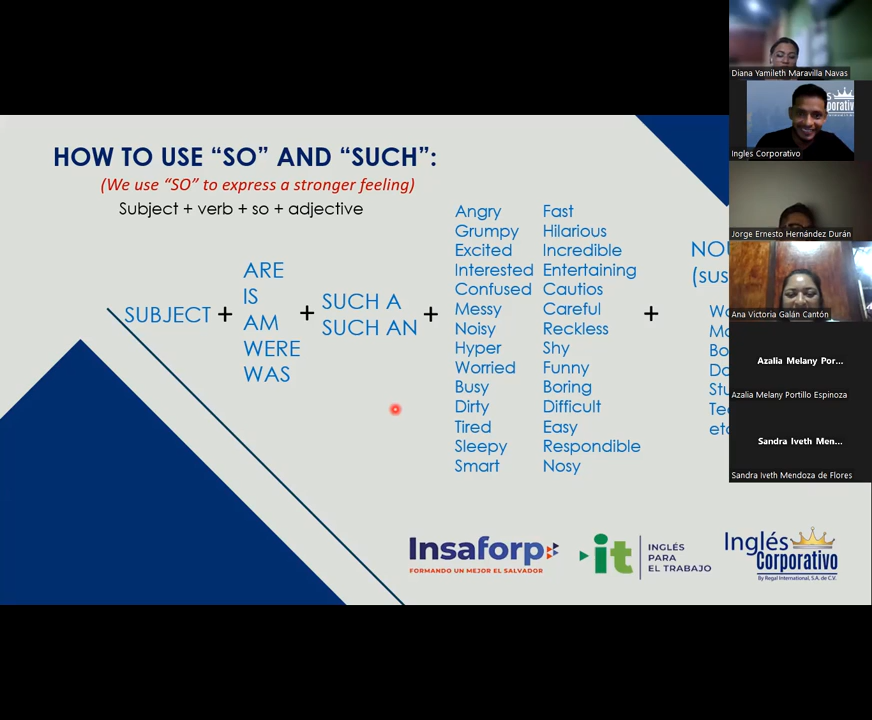 HOW TO USE “SO” AND “SUCH”:
(We use “SO” to express a stronger feeling)
Subject + verb + so + adjective
SUBJECT +
ARE
IS
AM
WERE
WAS
+ SUCH A
SUCH AN +
Angry
Grumpy
Excited
Interested
Confused
Messy
Noisy
Hyper
Worried
Busy
Dirty
Tired
Sleepy
Smart
Fast
Hilarious
Incredible
Entertaining
Cautios
Careful
Reckless
Shy
Funny
Boring
Difficult
Easy
Respondible
Nosy
+
Insaforp
FORMANDO UN MEJOR EL SALVADOR
it
INGLÉS
PARA
EL TRABAJO
Inglés
Corporativo
By Regal International, S.A. de C.V.
Diana Yamileth Maravilla Navas
Ingles Corporativo
Jorge Ernesto Hernández Durán
Ana Victoria Galán Cantón
Azalia Melany Por...
Azalia Melany Portillo Espinoza
Sandra Iveth Men...
Sandra Iveth Mendoza de Flores